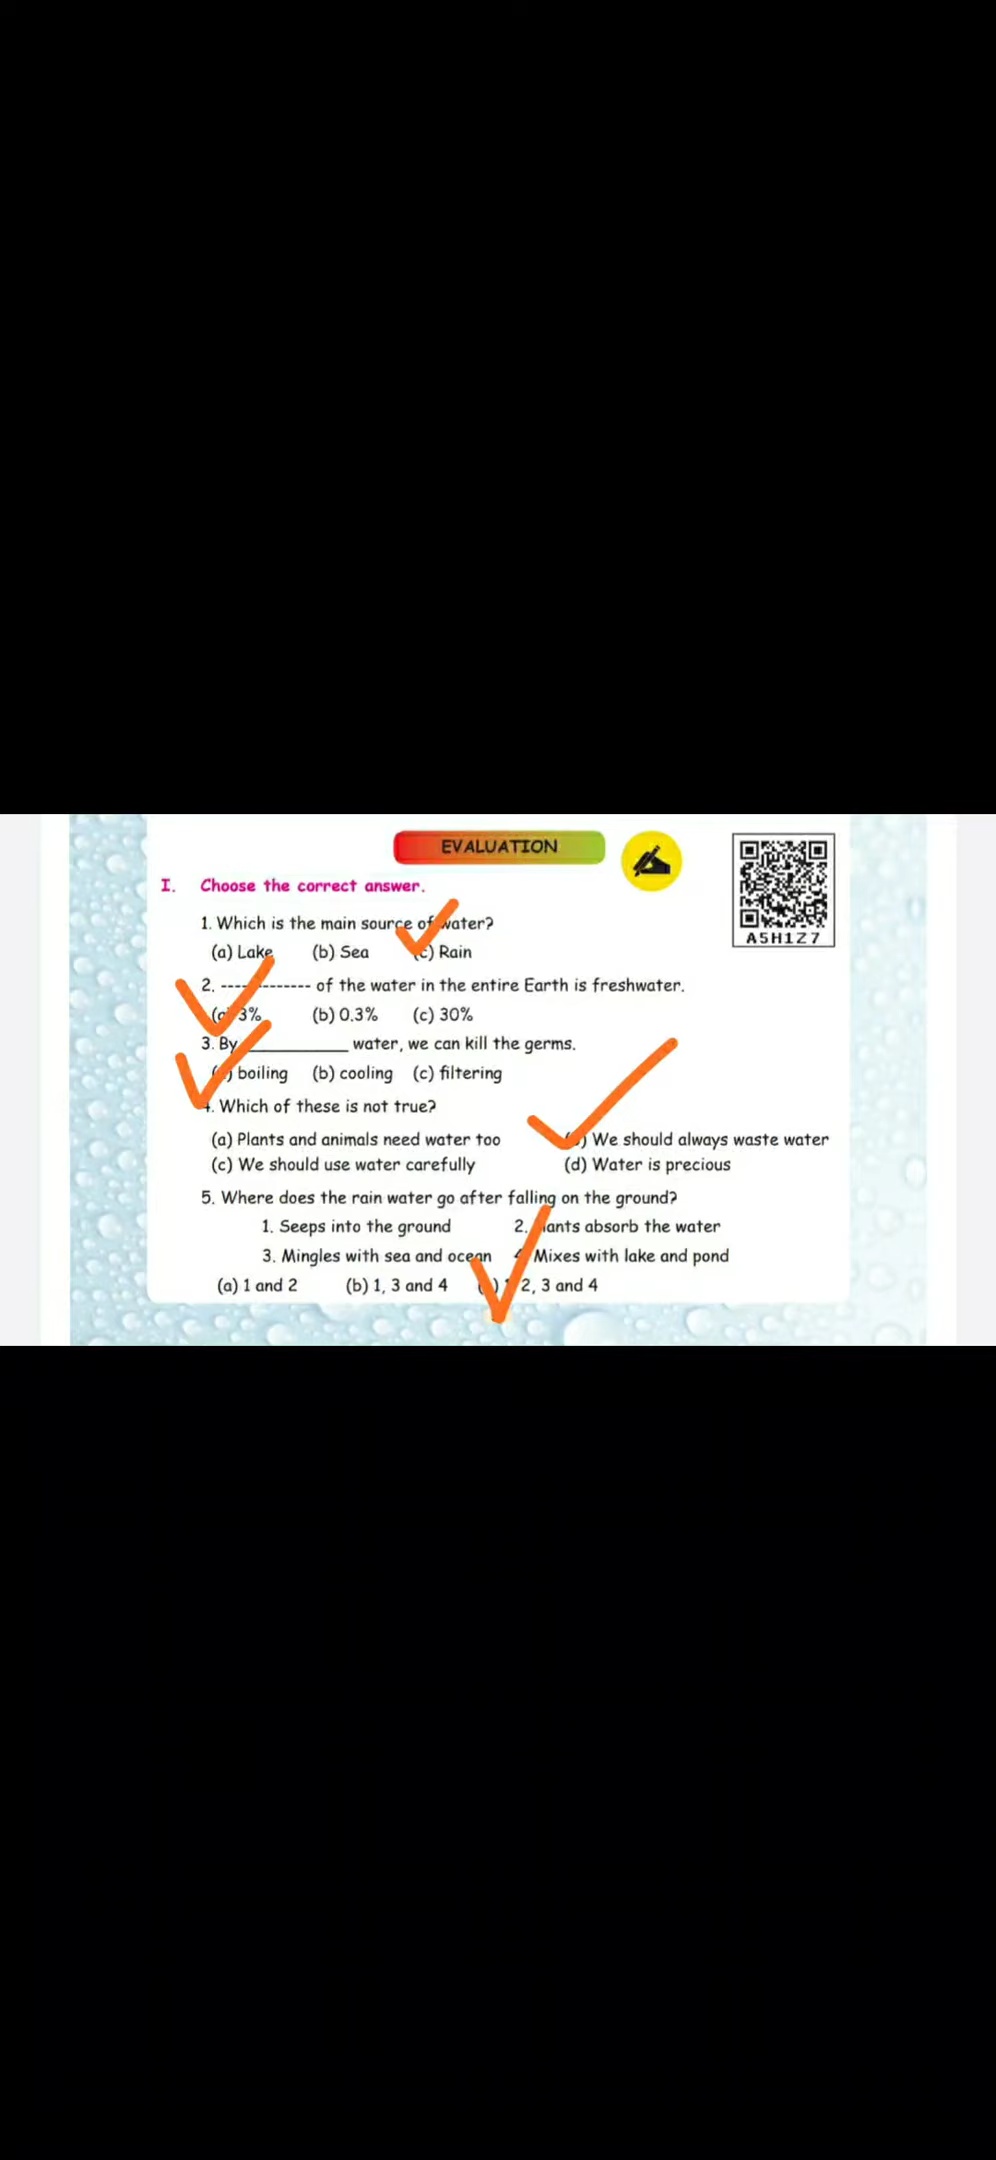 EVALUATION
A5H1Z7
I. Choose the correct answer.
1. Which is the main source of water?
(a) Lake (b) Sea (c) Rain
2. ------------- of the water in the entire Earth is freshwater.
(a) 3% (b) 0.3% (c) 30%
3. By ____________ water, we can kill the germs.
boiling (b) cooling (c) filtering
4. Which of these is not true?
(a) Plants and animals need water too We should always waste water
(c) We should use water carefully (d) Water is precious
5. Where does the rain water go after falling on the ground?
1. Seeps into the ground 2. Plants absorb the water
3. Mingles with sea and ocean 4. Mixes with lake and pond
(a) 1 and 2 (b) 1, 3 and 4 1, 2, 3 and 4